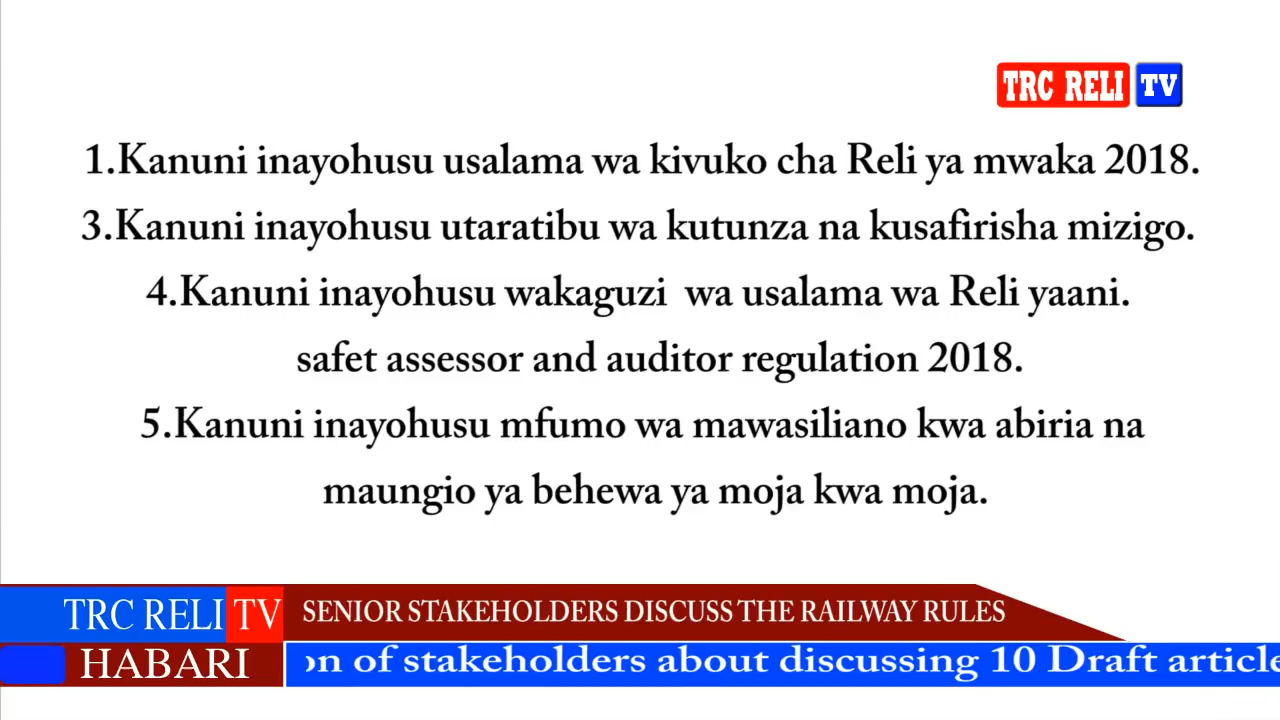 TRC RELI TV
1.Kanuni inayohusu usalama wa kivuko cha Reli ya mwaka 2018.
3.Kanuni inayohusu utaratibu wa kutunza na kusafirisha mizigo.
4.Kanuni inayohusu wakaguzi wa usalama wa Reli yaani.
safet assessor and auditor regulation 2018.
5.Kanuni inayohusu mfumo wa mawasiliano kwa abiria na
maungio ya behewa ya moja kwa moja.
TRC RELI TV SENIOR STAKEHOLDERS DISCUSS THE RAILWAY RULES
HABARI on of stakeholders about discussing 10 Draft article